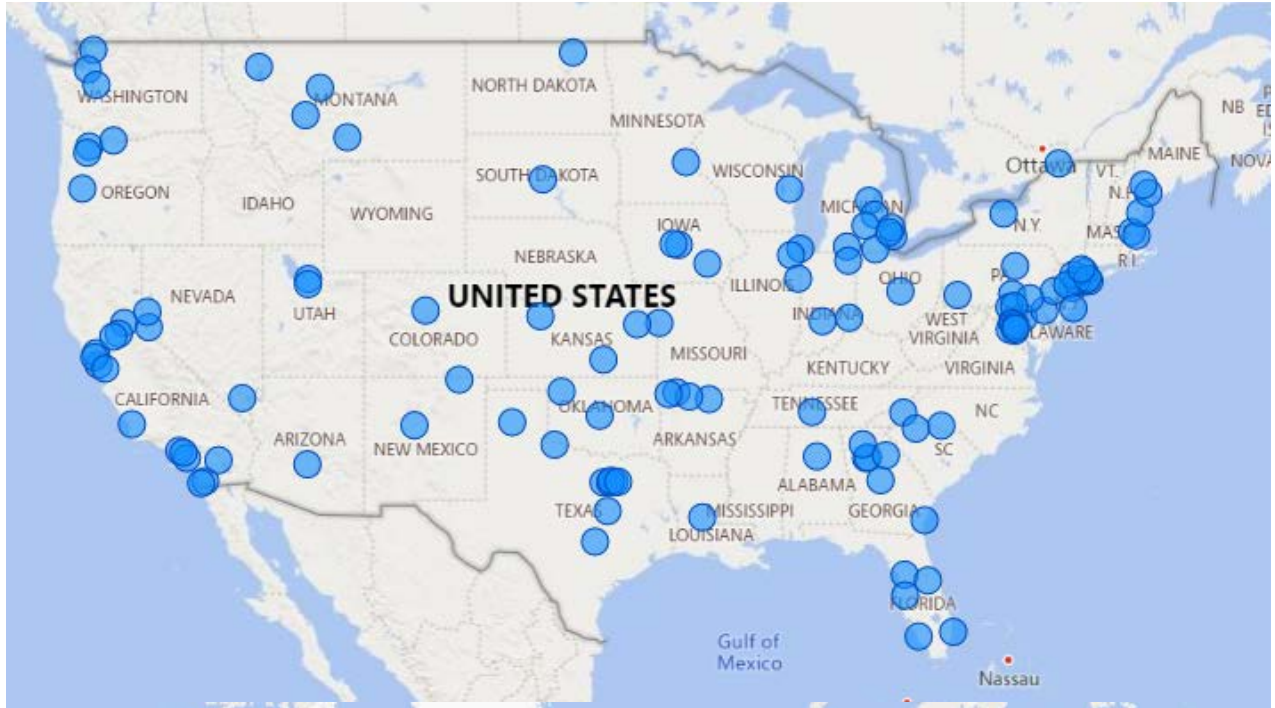 NORTH DAKOTA
WASHINGTON
MONTANA
NB
MINNESOTA
Ottawa
MAINE
VT.
WISCONSIN
SOUTH DAKOTA
NOVA
OREGON
N.H.
IDAHO
MICHIGAN
WYOMING
IOWA
N.Y.
MASS
NEBRASKA
R.I.
PA
ILLINOIS
OHIO
NEVADA
UNITED STATES
UTAH
INDIANA
WEST
VIRGINIA
DELAWARE
COLORADO
KANSAS
MISSOURI
KENTUCKY
VIRGINIA
CALIFORNIA
OKLAHOMA
TENNESSEE
NC
ARIZONA
NEW MEXICO
ARKANSAS
SC
ALABAMA
TEXAS
MISSISSIPPI
GEORGIA
LOUISIANA
FLORIDA
Gulf of
Mexico
Nassau